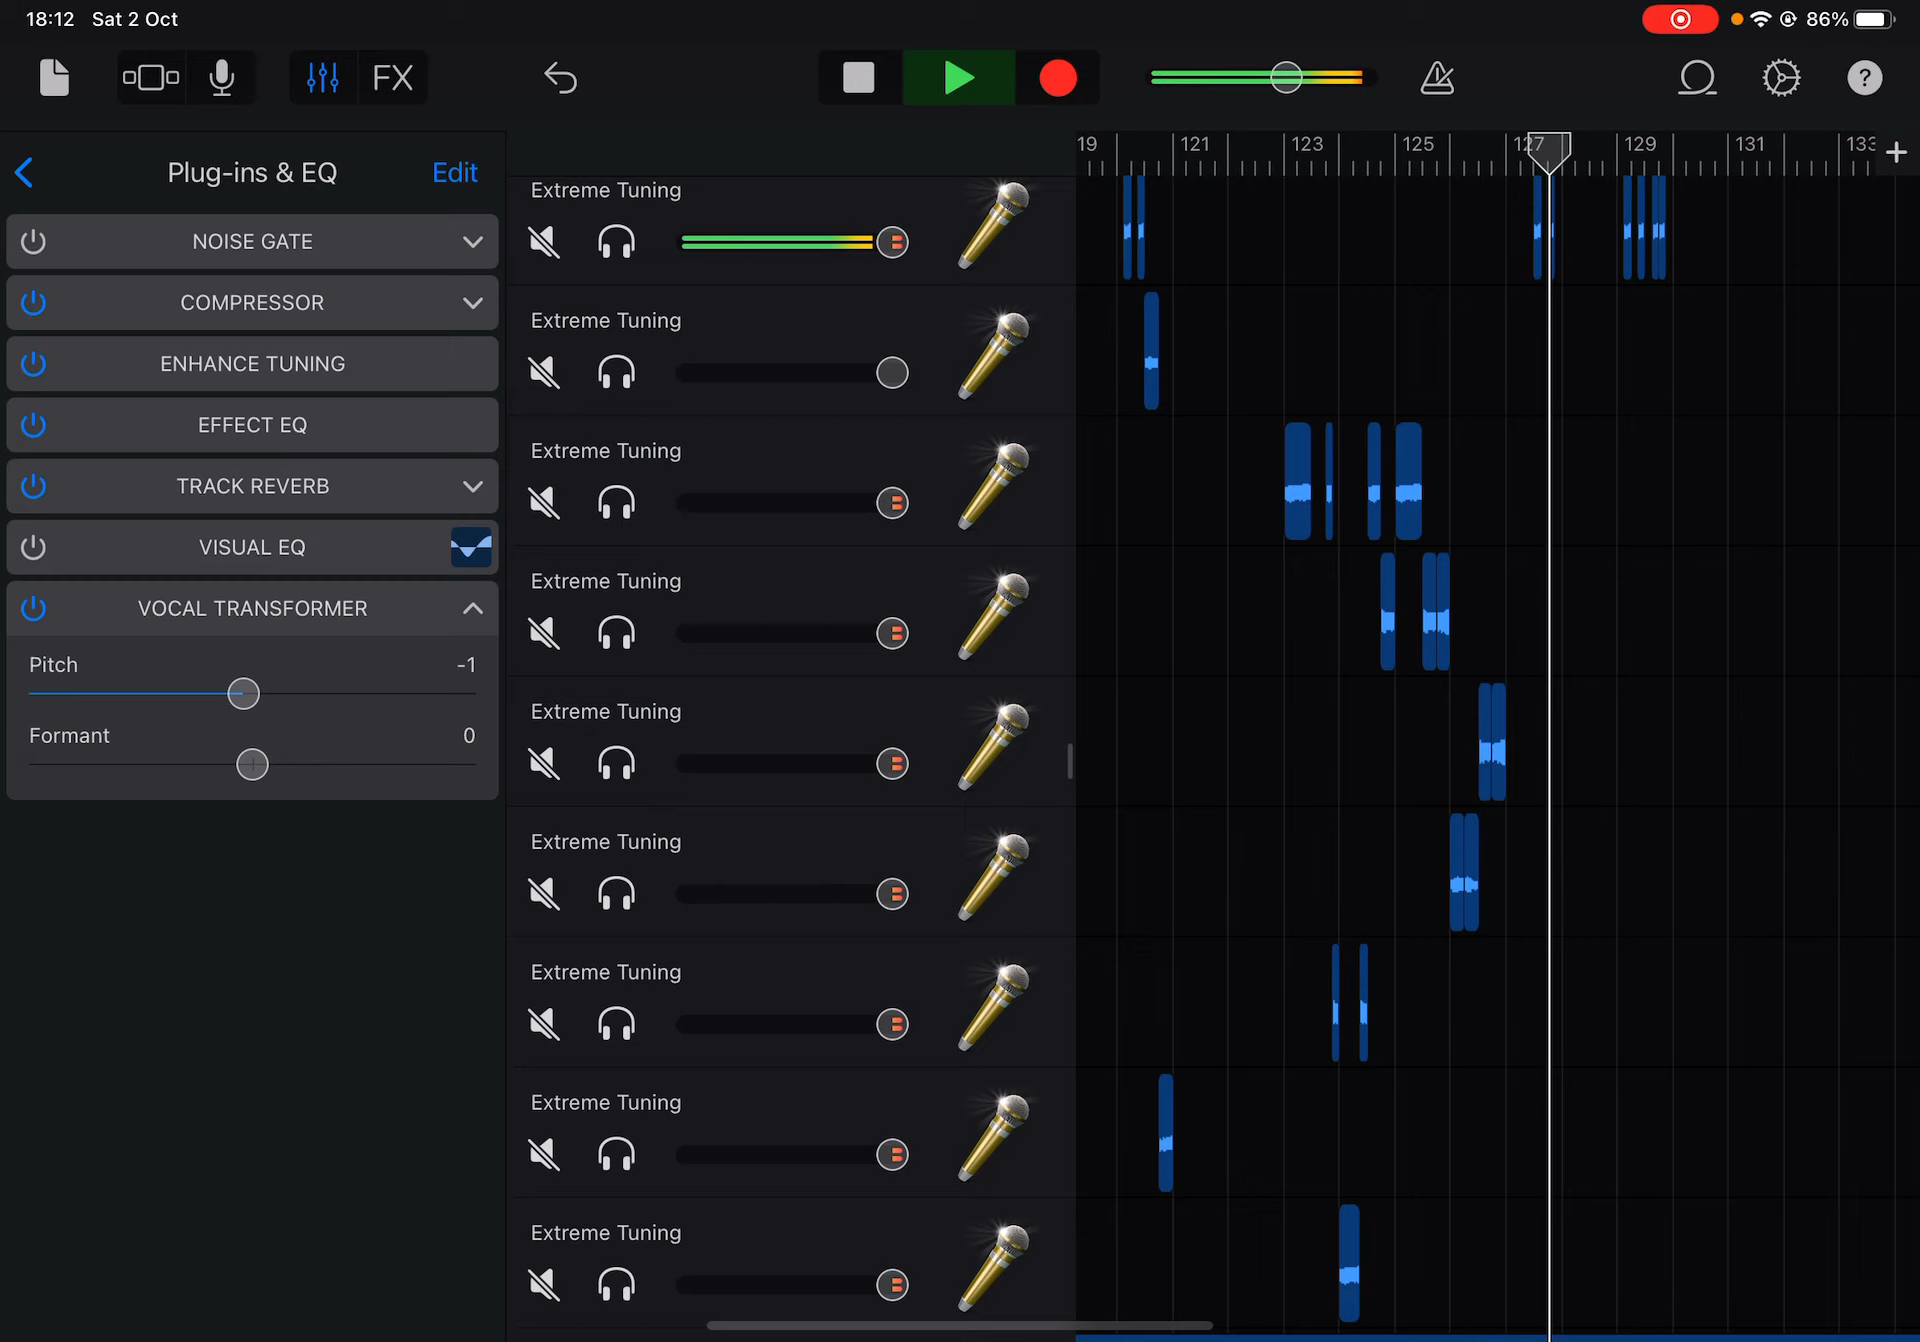 18:12 Sat 2 Oct
86%
FX
?
Plug-ins & EQ
Edit
19 121 123 125 127 129 131 133
NOISE GATE
COMPRESSOR
ENHANCE TUNING
EFFECT EQ
TRACK REVERB
VISUAL EQ
VOCAL TRANSFORMER
Pitch -1
Formant 0
Extreme Tuning
Extreme Tuning
Extreme Tuning
Extreme Tuning
Extreme Tuning
Extreme Tuning
Extreme Tuning
Extreme Tuning
Extreme Tuning